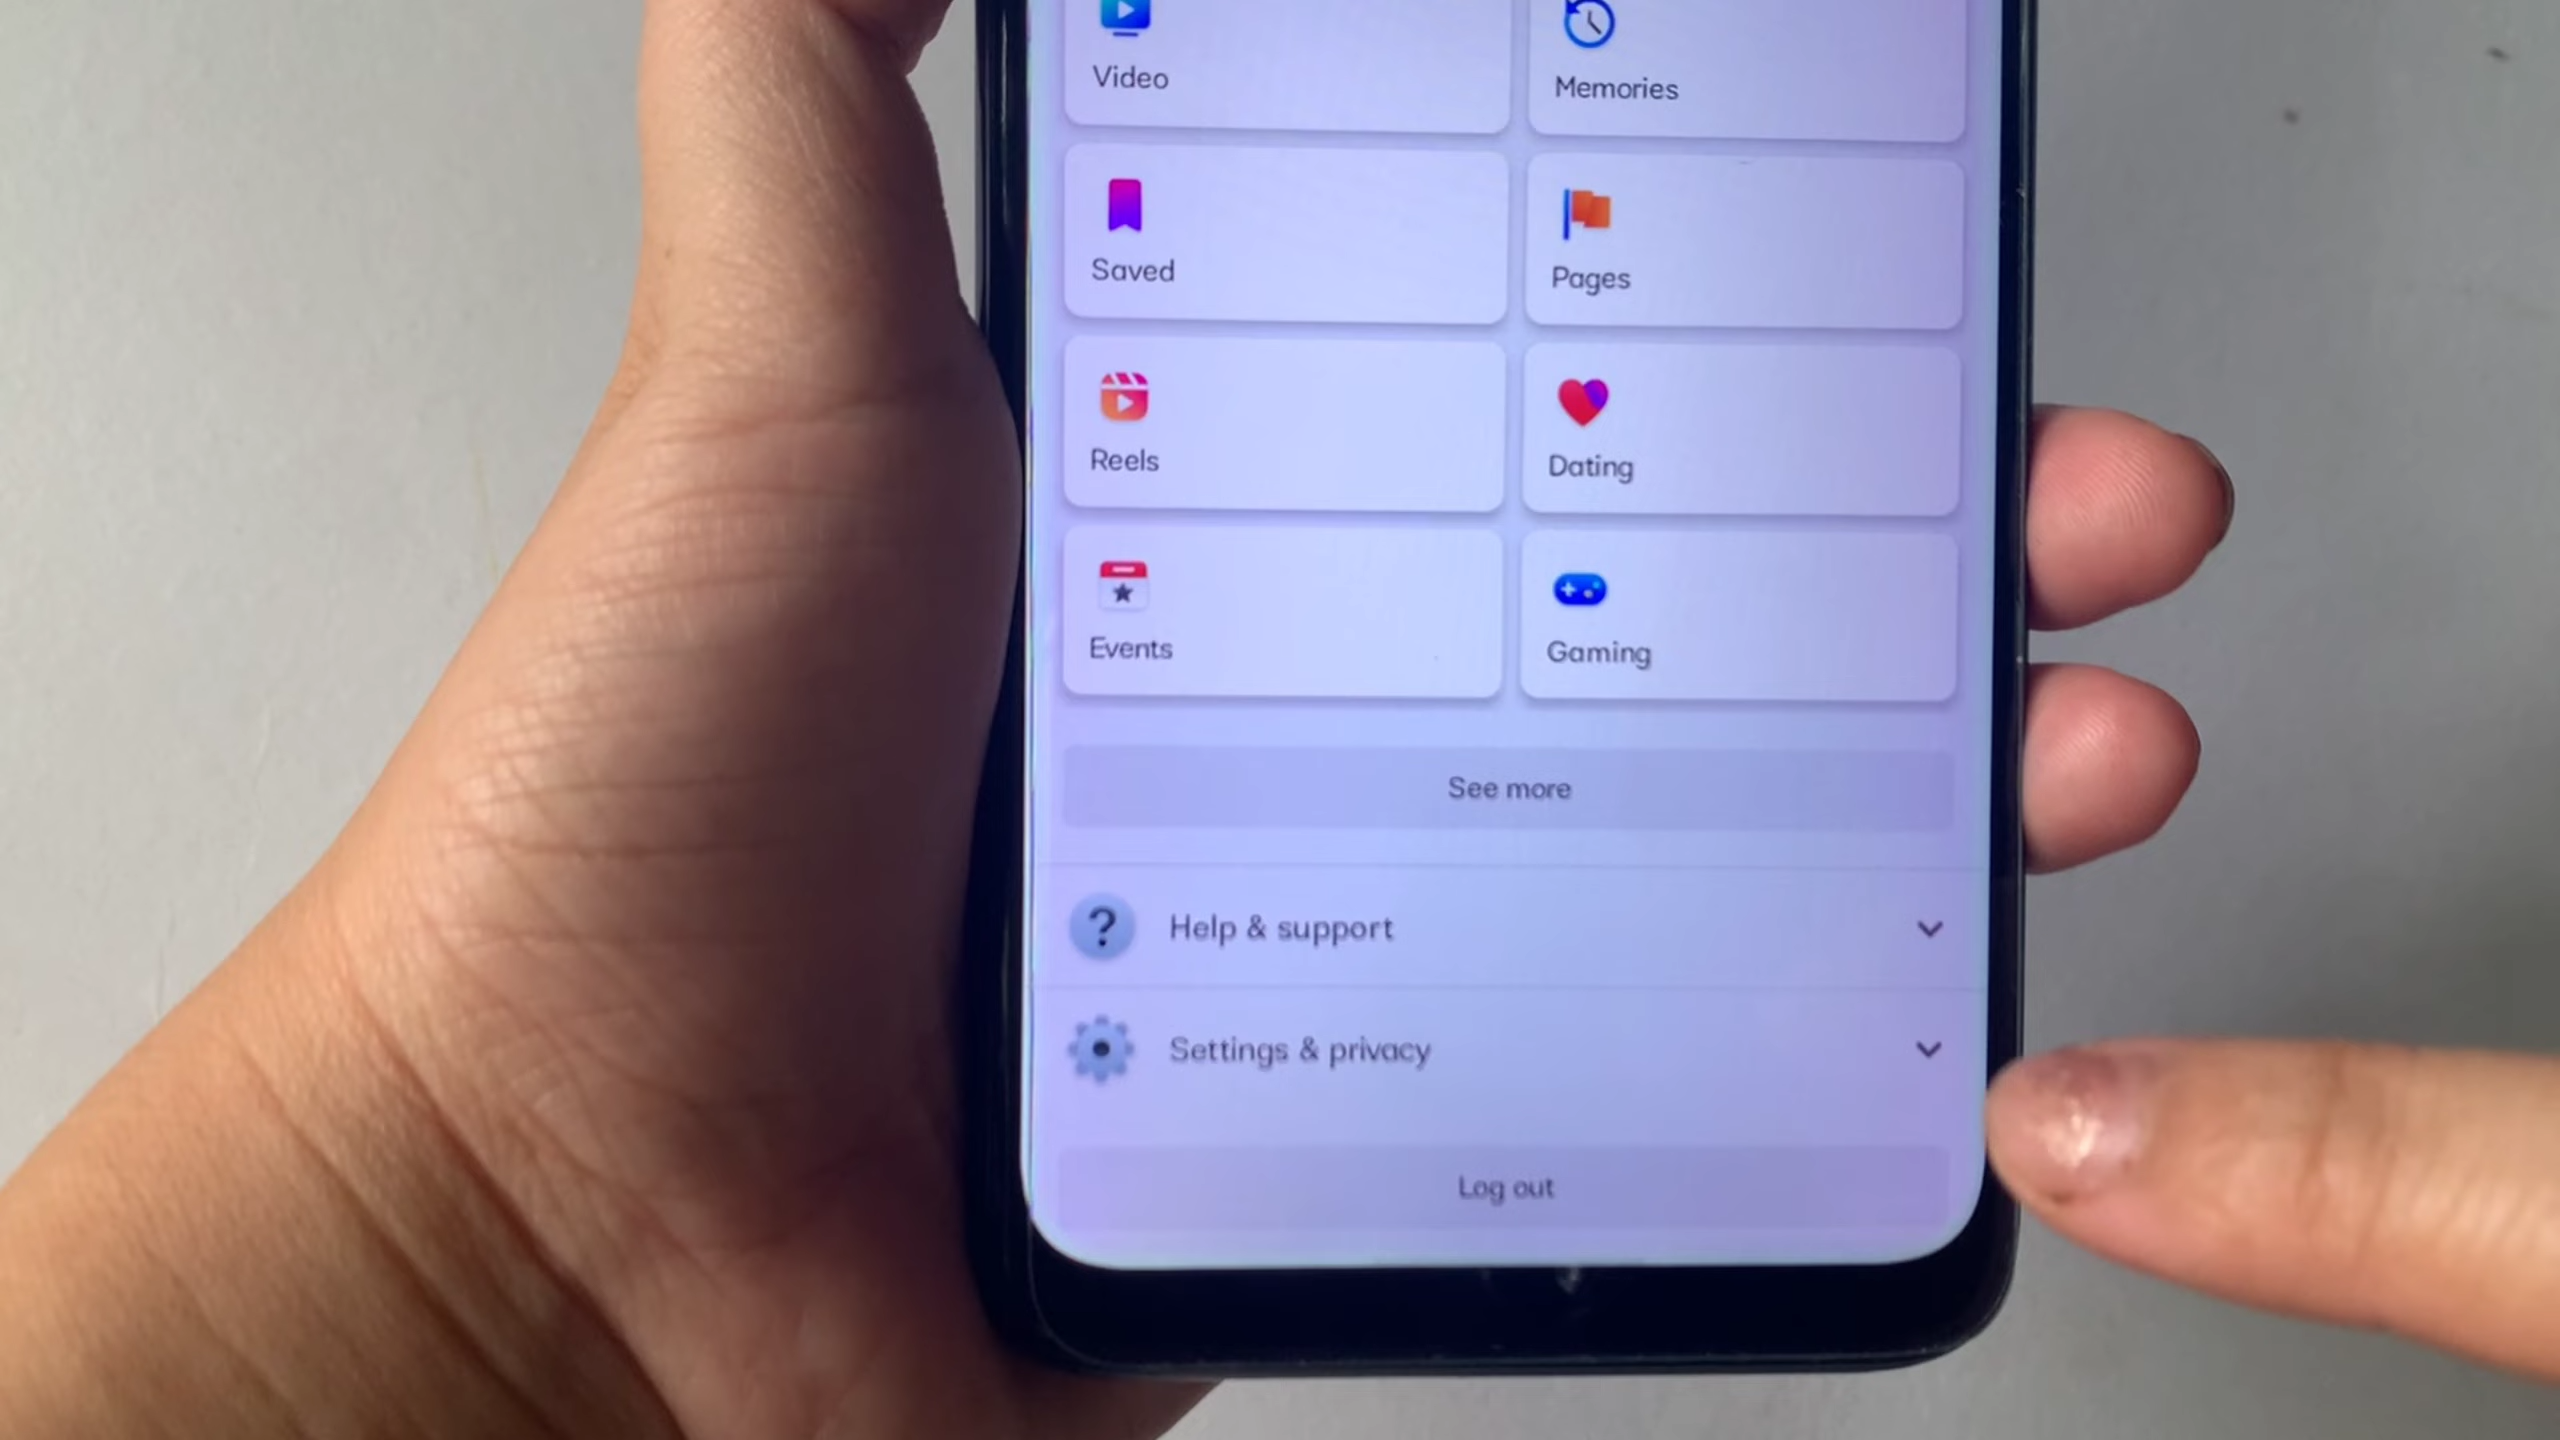 Video
Memories
Saved
Pages
Reels
Dating
Events
Gaming
See more
Help & support
Settings & privacy
Log out